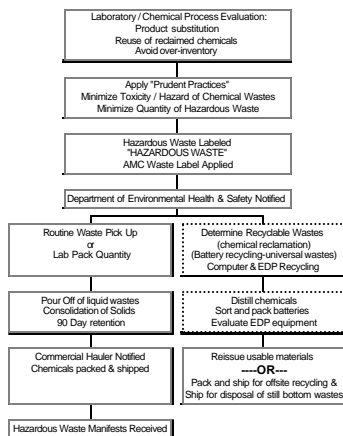 Laboratory / Chemical Process Evaluation:
Product substitution
Reuse of reclaimed chemicals
Avoid over-inventory
Apply "Prudent Practices"
Minimize Toxicity / Hazard of Chemical Wastes
Minimize Quantity of Hazardous Waste
Hazardous Waste Labeled
"HAZARDOUS WASTE"
AMC Waste Label Applied
Department of Environmental Health & Safety Notified
Routine Waste Pick Up
or
Lab Pack Quantity
Pour Off of liquid wastes
Consolidation of Solids
90 Day retention
Commercial Hauler Notified
Chemicals packed & shipped
Hazardous Waste Manifests Received
Determine Recyclable Wastes
(chemical reclamation)
(Battery recycling-universal wastes)
Computer & EDP Recycling
Distill chemicals
Sort and pack batteries
Evaluate EDP equipment
Reissue usable materials
----OR---
Pack and ship for offsite recycling &
Ship for disposal of still bottom wastes